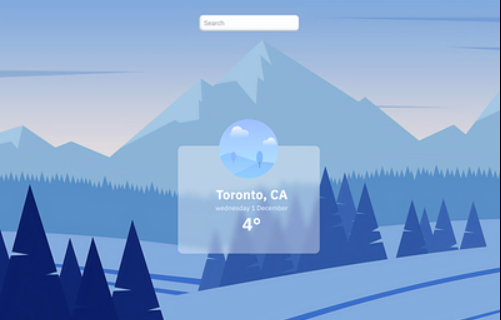 Search
Toronto, CA
wednesday 1 December
4°